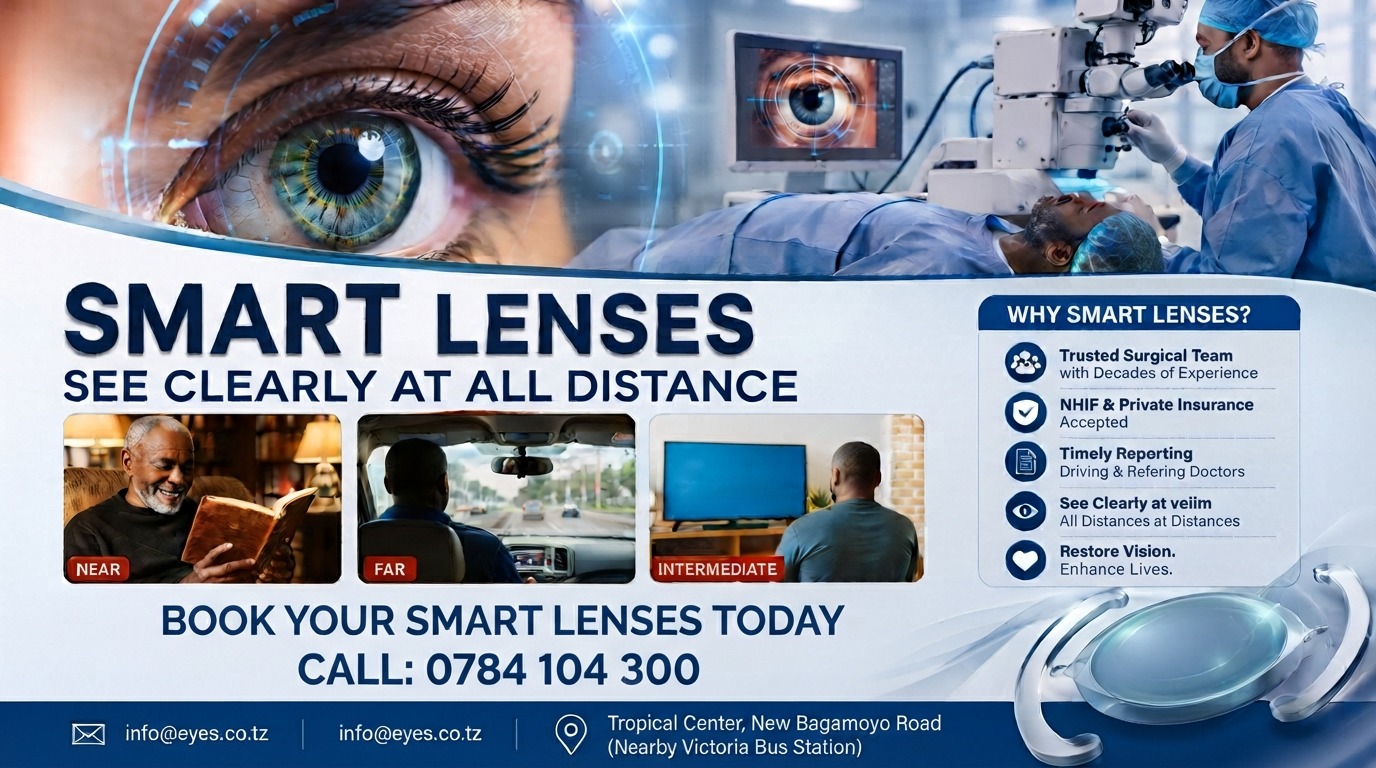 SMART LENSES
SEE CLEARLY AT ALL DISTANCE
NEAR
FAR
INTERMEDIATE
BOOK YOUR SMART LENSES TODAY
CALL: 0784 104 300
WHY SMART LENSES?
Trusted Surgical Team
with Decades of Experience
NHIF & Private Insurance
Accepted
Timely Reporting
Driving & Refering Doctors
See Clearly at veiim
All Distances at Distances
Restore Vision.
Enhance Lives.
info@eyes.co.tz
info@eyes.co.tz
Tropical Center, New Bagamoyo Road
(Nearby Victoria Bus Station)